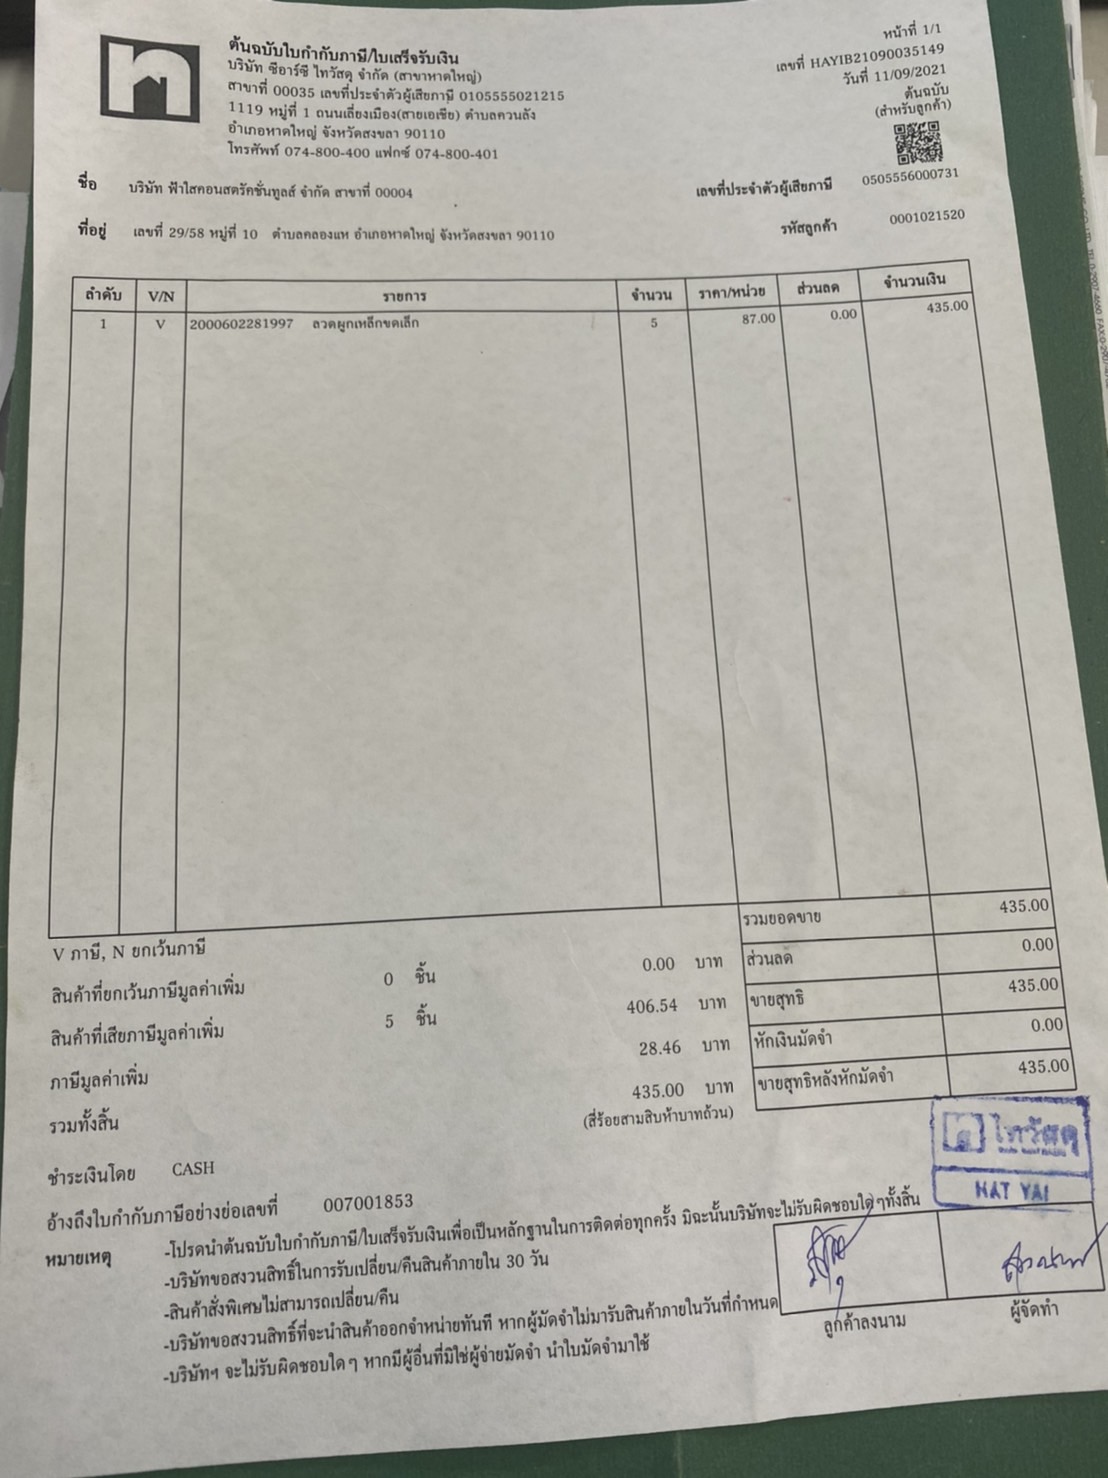 ต้นฉบับใบกำกับภาษี/ใบเสร็จรับเงิน
บริษัท ซีอาร์ซี ไทวัสดุ จำกัด (สาขาหาดใหญ่)
สาขาที่ 00035 เลขที่ประจำตัวผู้เสียภาษี 0105555021215
1119 หมู่ที่ 1 ถนนเลี่ยงเมือง(สายเอเซีย) ตำบลควนลัง
อำเภอหาดใหญ่ จังหวัดสงขลา 90110
โทรศัพท์ 074-800-400 แฟกซ์ 074-800-401
หน้าที่ 1/1
เลขที่ HAYIB21090035149
วันที่ 11/09/2021
ต้นฉบับ
(สำหรับลูกค้า)
ชื่อ บริษัท ฟ้าใสคอนสตรัคชั่นทูลส์ จำกัด สาขาที่ 00004 เลขที่ประจำตัวผู้เสียภาษี 0505556000731
ที่อยู่ เลขที่ 29/58 หมู่ที่ 10 ตำบลคลองแห อำเภอหาดใหญ่ จังหวัดสงขลา 90110 รหัสลูกค้า 0001021520
ลำดับ V/N รายการ จำนวน ราคา/หน่วย ส่วนลด จำนวนเงิน
1 V 2000602281997 ลวดผูกเหล็กขดเล็ก 5 87.00 0.00 435.00
รวมยอดขาย 435.00
ส่วนลด 0.00
ขายสุทธิ 435.00
หักเงินมัดจำ 0.00
ขายสุทธิหลังหักมัดจำ 435.00
V ภาษี, N ยกเว้นภาษี
สินค้าที่ยกเว้นภาษีมูลค่าเพิ่ม 0 ชิ้น 0.00 บาท
สินค้าที่เสียภาษีมูลค่าเพิ่ม 5 ชิ้น 406.54 บาท
ภาษีมูลค่าเพิ่ม 28.46 บาท
รวมทั้งสิ้น 435.00 บาท
(สี่ร้อยสามสิบห้าบาทถ้วน)
ชำระเงินโดย CASH
อ้างถึงใบกำกับภาษีอย่างย่อเลขที่ 007001853
ไทวัสดุ
HAT YAI
หมายเหตุ -โปรดนำต้นฉบับใบกำกับภาษี/ใบเสร็จรับเงินเพื่อเป็นหลักฐานในการติดต่อทุกครั้ง มิฉะนั้นบริษัทจะไม่รับผิดชอบใดๆทั้งสิ้น
-บริษัทขอสงวนสิทธิ์ในการรับเปลี่ยน/คืนสินค้าภายใน 30 วัน
-สินค้าสั่งพิเศษไม่สามารถเปลี่ยน/คืน
-บริษัทขอสงวนสิทธิ์ที่จะนำสินค้าออกจำหน่ายทันที หากผู้มัดจำไม่มารับสินค้าภายในวันที่กำหนด
-บริษัทฯ จะไม่รับผิดชอบใดๆ หากมีผู้อื่นที่มิใช่ผู้จ่ายมัดจำ นำใบมัดจำมาใช้
ลูกค้าลงนาม ผู้จัดทำ